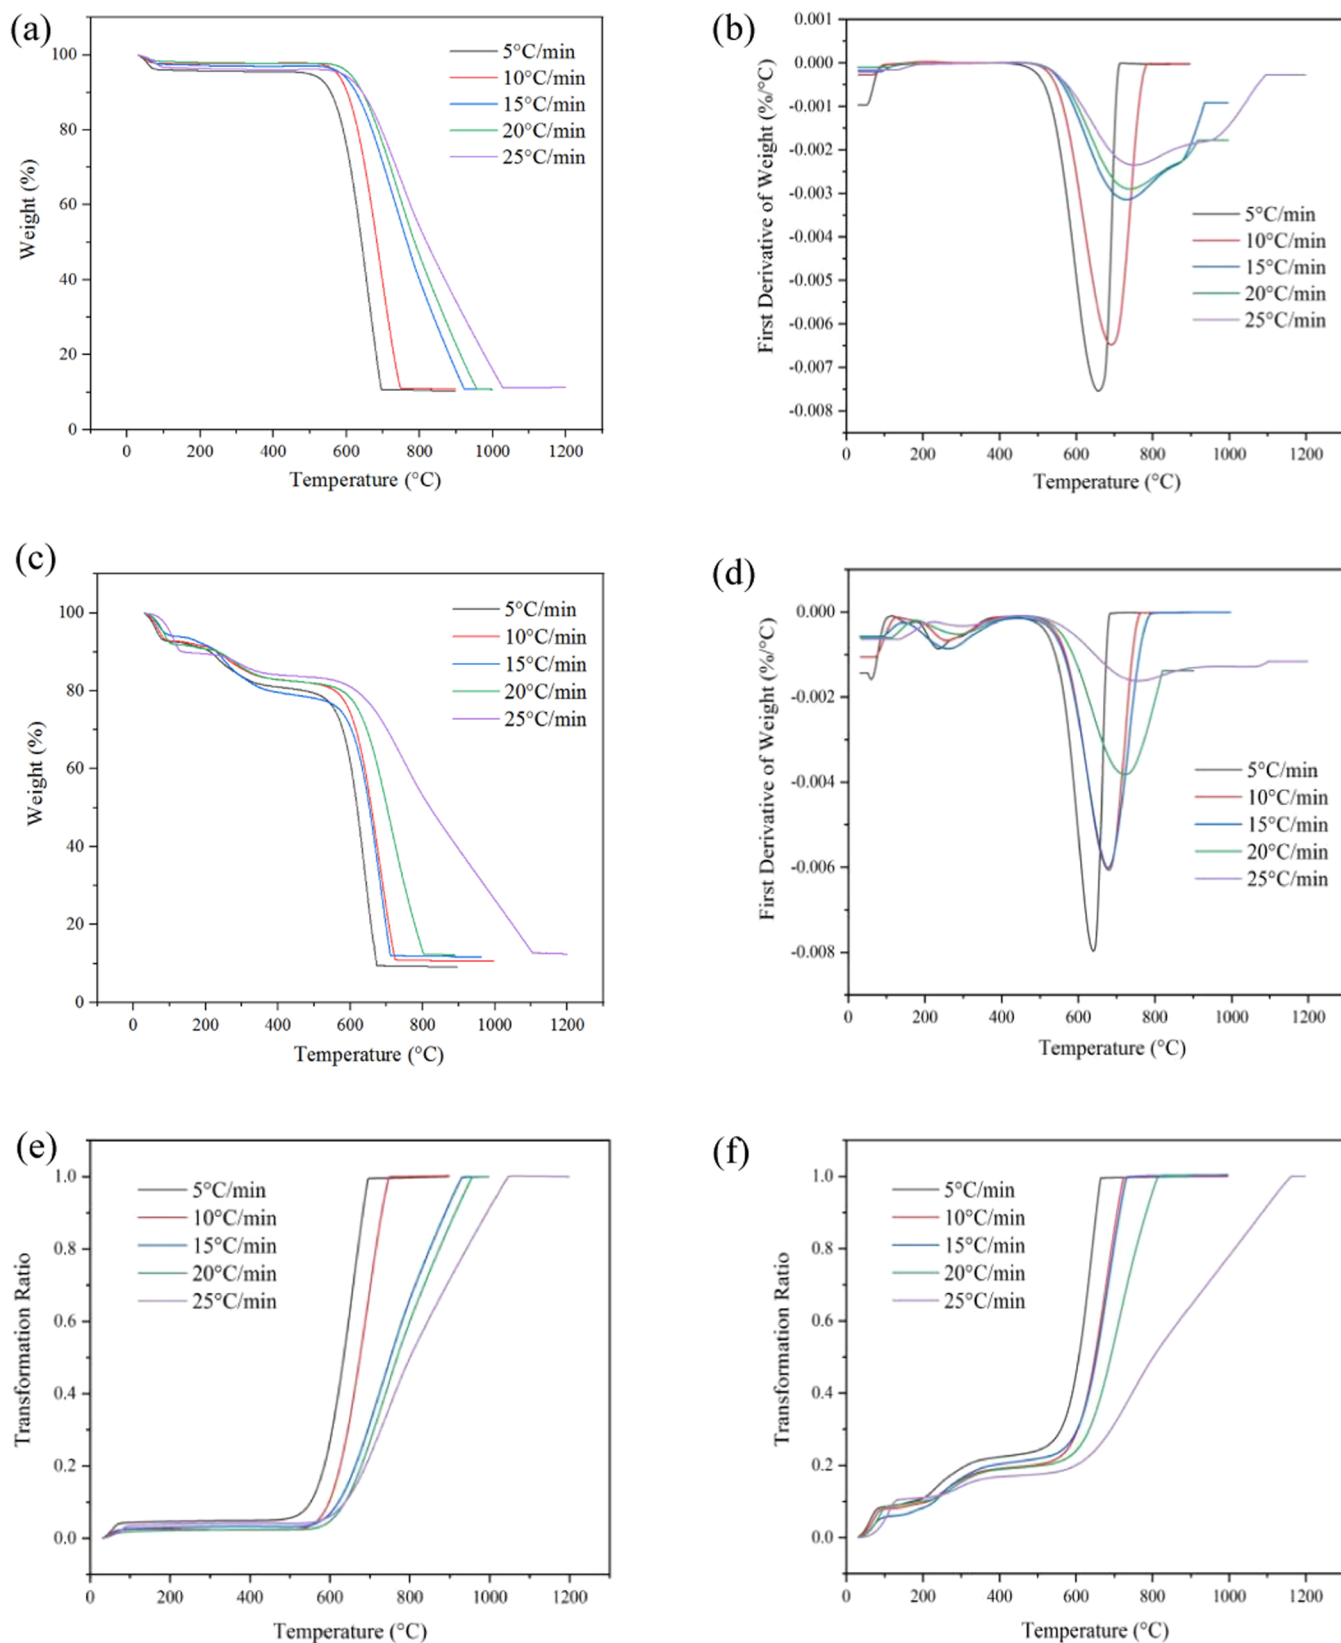 (a)
100
80
60
40
20
0
Weight (%)
5°C/min
10°C/min
15°C/min
20°C/min
25°C/min
0 200 400 600 800 1000 1200
Temperature (°C)
(b)
0.001
0.000
-0.001
-0.002
-0.003
-0.004
-0.005
-0.006
-0.007
-0.008
First Derivative of Weight (%/°C)
5°C/min
10°C/min
15°C/min
20°C/min
25°C/min
0 200 400 600 800 1000 1200
Temperature (°C)
(c)
100
80
60
40
20
0
Weight (%)
5°C/min
10°C/min
15°C/min
20°C/min
25°C/min
0 200 400 600 800 1000 1200
Temperature (°C)
(d)
0.000
-0.002
-0.004
-0.006
-0.008
First Derivative of Weight (%/°C)
5°C/min
10°C/min
15°C/min
20°C/min
25°C/min
0 200 400 600 800 1000 1200
Temperature (°C)
(e)
1.0
0.8
0.6
0.4
0.2
0.0
Transformation Ratio
5°C/min
10°C/min
15°C/min
20°C/min
25°C/min
0 200 400 600 800 1000 1200
Temperature (°C)
(f)
1.0
0.8
0.6
0.4
0.2
0.0
Transformation Ratio
5°C/min
10°C/min
15°C/min
20°C/min
25°C/min
0 200 400 600 800 1000 1200
Temperature (°C)